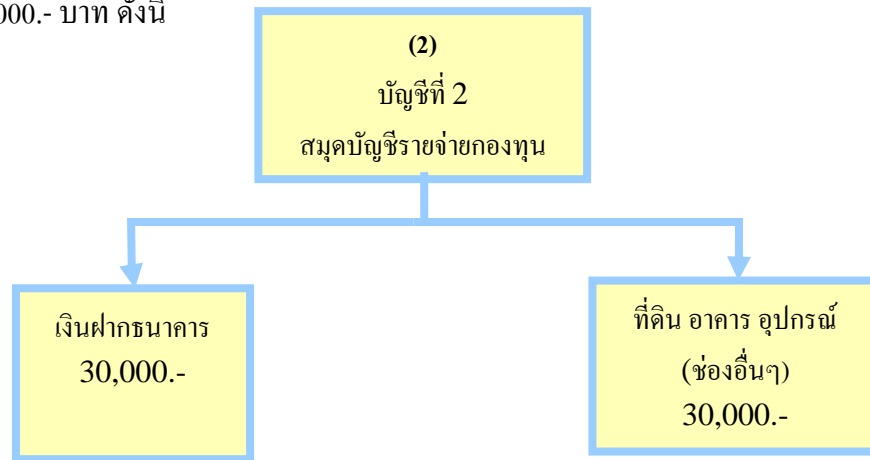 000.- บาท ดังนี้
(2)
บัญชีที่ 2
สมุดบัญชีรายจ่ายกองทุน
เงินฝากธนาคาร
30,000.-
ที่ดิน อาคาร อุปกรณ์
(ช่องอื่นๆ)
30,000.-